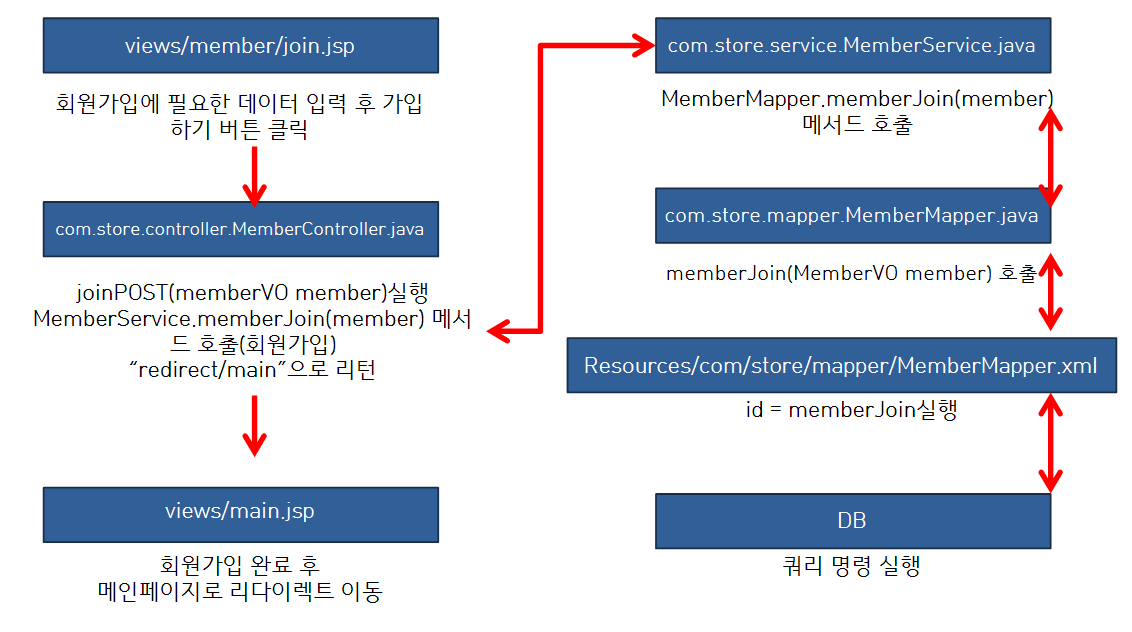 views/member/join.jsp
회원가입에 필요한 데이터 입력 후 가입
하기 버튼 클릭
com.store.controller.MemberController.java
joinPOST(memberVO member)실행
MemberService.memberJoin(member) 메서
드 호출(회원가입)
“redirect/main”으로 리턴
views/main.jsp
회원가입 완료 후
메인페이지로 리다이렉트 이동
com.store.service.MemberService.java
MemberMapper.memberJoin(member)
메서드 호출
com.store.mapper.MemberMapper.java
memberJoin(MemberVO member) 호출
Resources/com/store/mapper/MemberMapper.xml
id = memberJoin실행
DB
쿼리 명령 실행